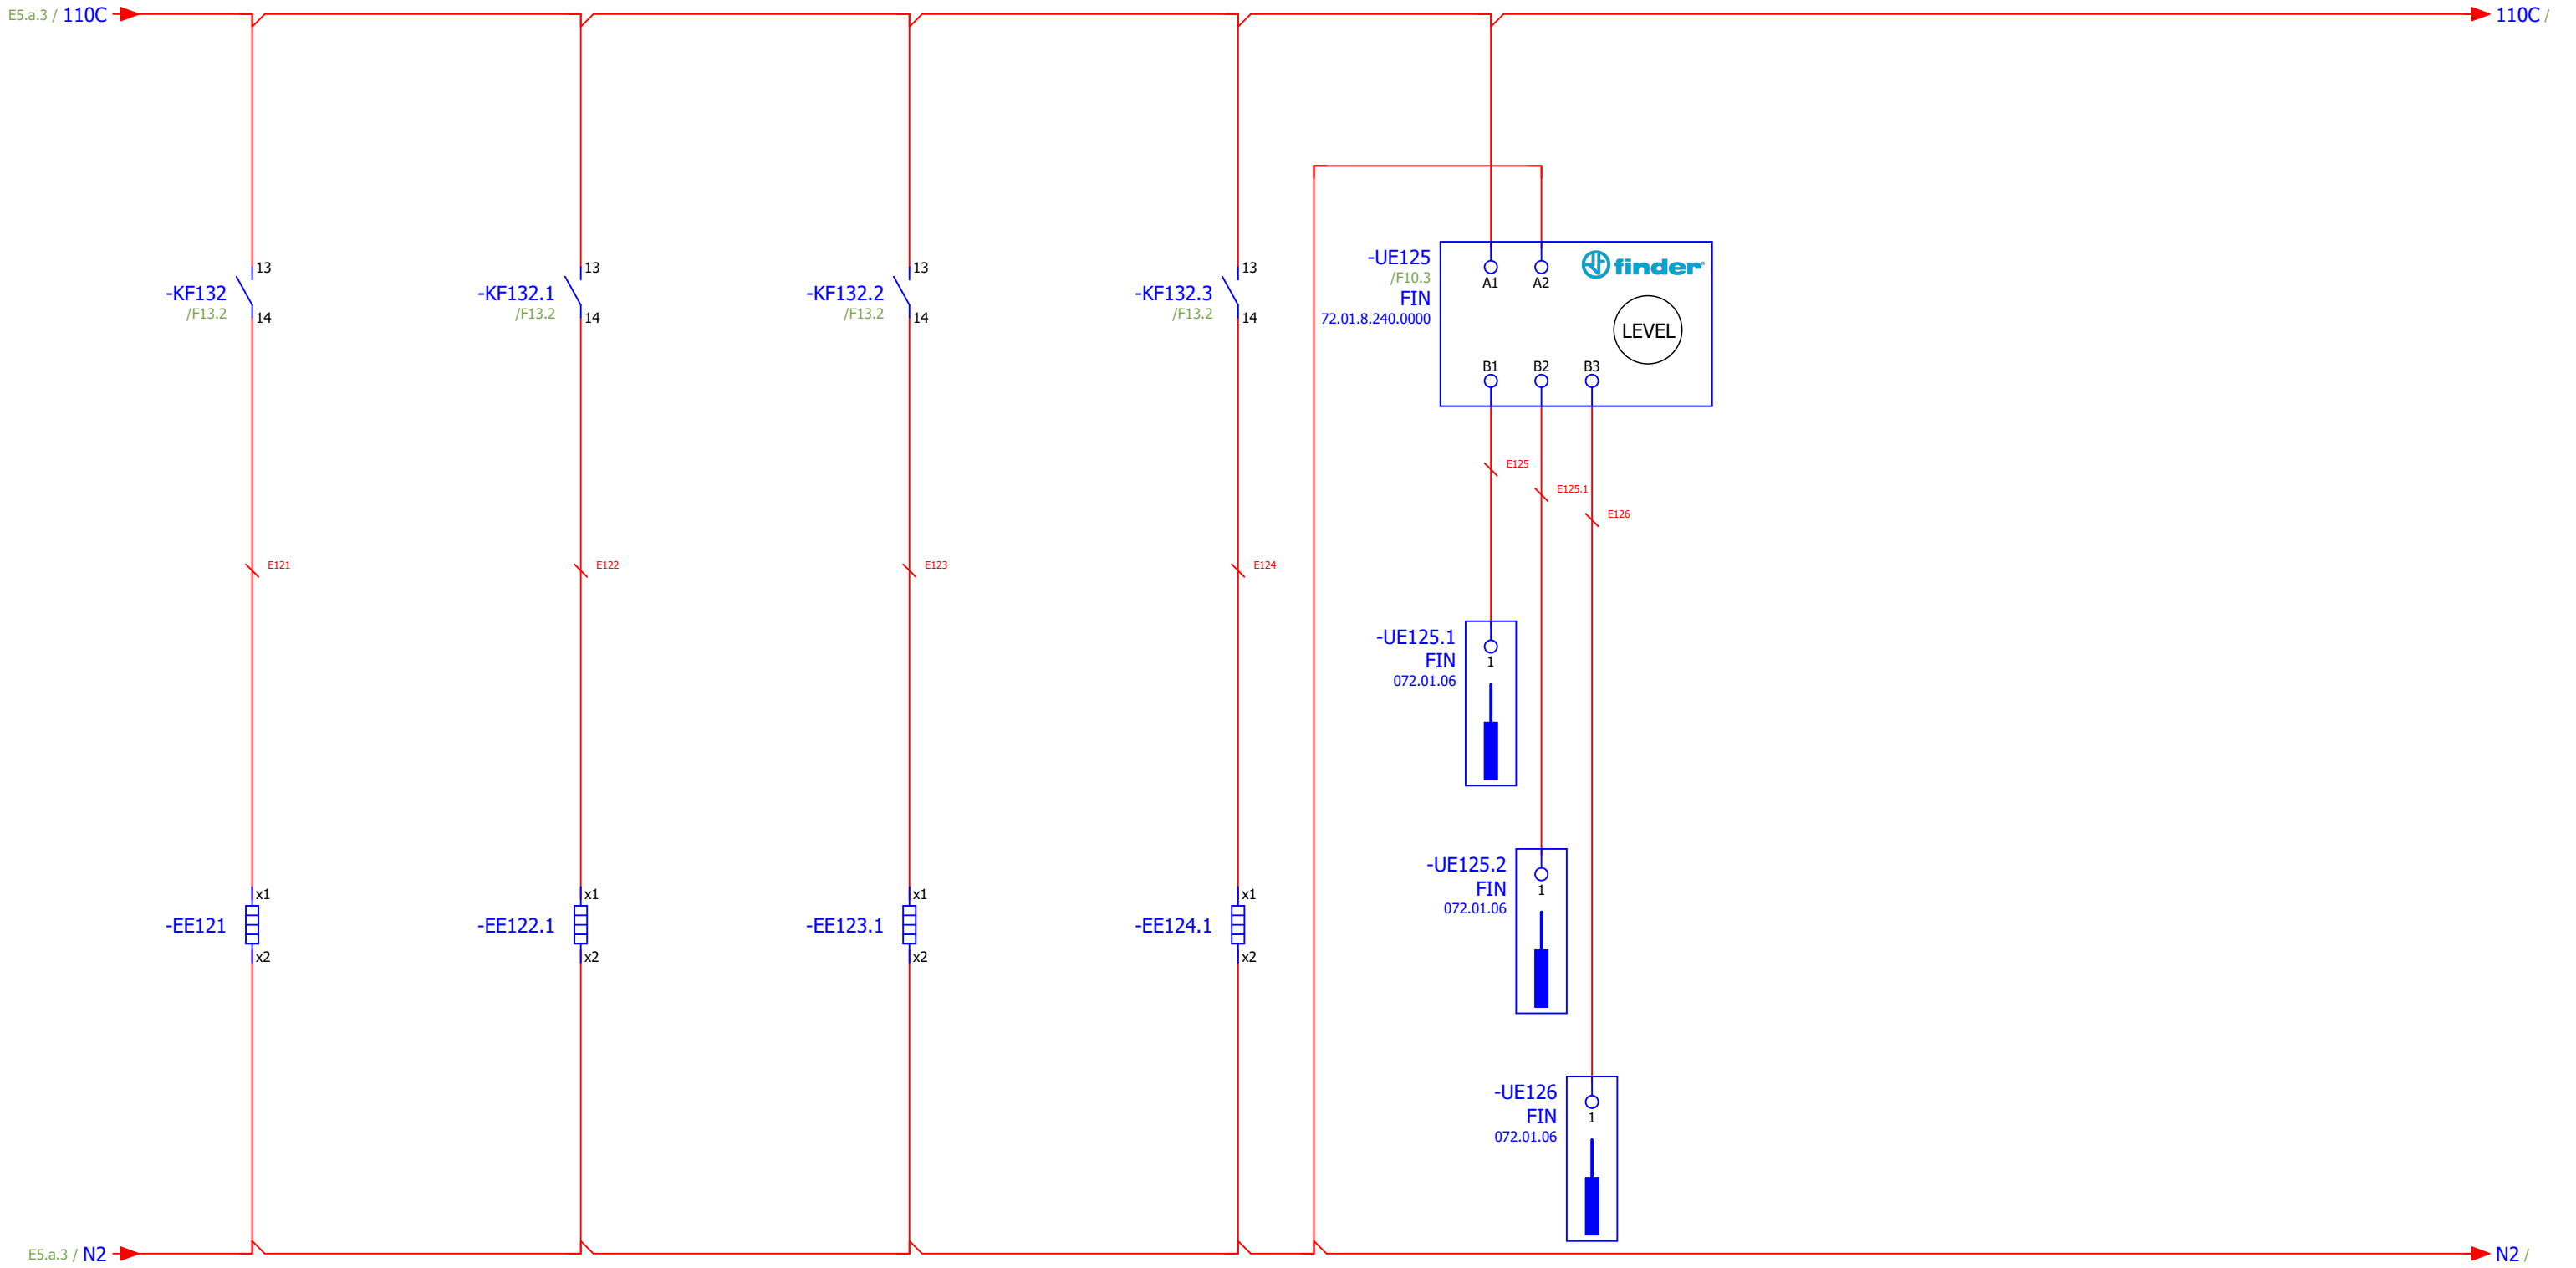 E5.a.3 / 110C
110C /
-KF132
/F13.2
13
14
-KF132.1
/F13.2
13
14
-KF132.2
/F13.2
13
14
-KF132.3
/F13.2
13
14
-UE125
/F10.3
FIN
72.01.8.240.0000
A1
A2
finder
LEVEL
B1
B2
B3
E125
E125.1
E126
E121
E122
E123
E124
-UE125.1
FIN
072.01.06
1
-UE125.2
FIN
072.01.06
1
-EE121
x1
x2
-EE122.1
x1
x2
-EE123.1
x1
x2
-EE124.1
x1
x2
-UE126
FIN
072.01.06
1
E5.a.3 / N2
N2 /